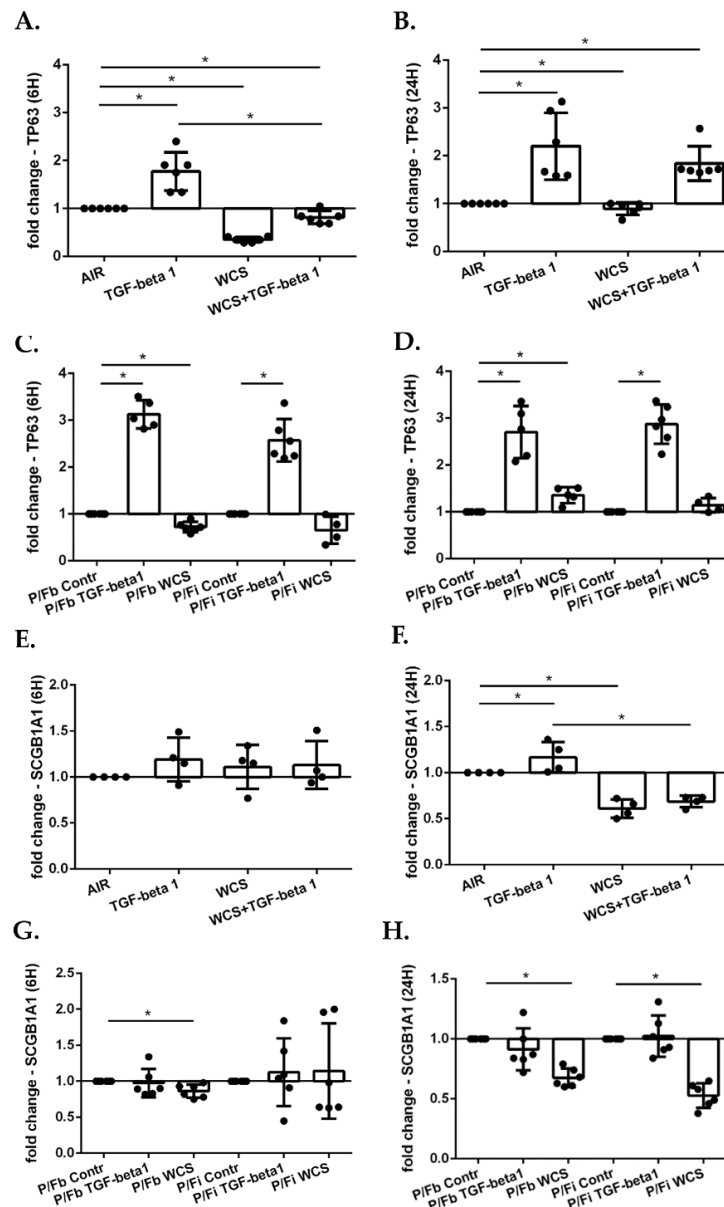 A.
fold change - TP63 (6H)
4
3
2
1
0
*
*
*
*
AIR
TGF-beta 1
WCS
WCS+TGF-beta 1
B.
fold change - TP63 (24H)
4
3
2
1
0
*
*
*
AIR
TGF-beta 1
WCS
WCS+TGF-beta 1
C.
fold change - TP63 (6H)
4
3
2
1
0
*
*
*
P/Fb Contr
P/Fb TGF-beta1
P/Fb WCS
P/Fi Contr
P/Fi TGF-beta1
P/Fi WCS
D.
fold change - TP63 (24H)
4
3
2
1
0
*
*
*
P/Fb Contr
P/Fb TGF-beta1
P/Fb WCS
P/Fi Contr
P/Fi TGF-beta1
P/Fi WCS
E.
fold change - SCGB1A1 (6H)
2.0
1.5
1.0
0.5
0.0
AIR
TGF-beta 1
WCS
WCS+TGF-beta 1
F.
fold change - SCGB1A1 (24H)
2.0
1.5
1.0
0.5
0.0
*
*
*
AIR
TGF-beta 1
WCS
WCS+TGF-beta 1
G.
fold change - SCGB1A1 (6H)
2.5
2.0
1.5
1.0
0.5
0.0
*
P/Fb Contr
P/Fb TGF-beta1
P/Fb WCS
P/Fi Contr
P/Fi TGF-beta1
P/Fi WCS
H.
fold change - SCGB1A1 (24H)
1.5
1.0
0.5
0.0
*
*
P/Fb Contr
P/Fb TGF-beta1
P/Fb WCS
P/Fi Contr
P/Fi TGF-beta1
P/Fi WCS